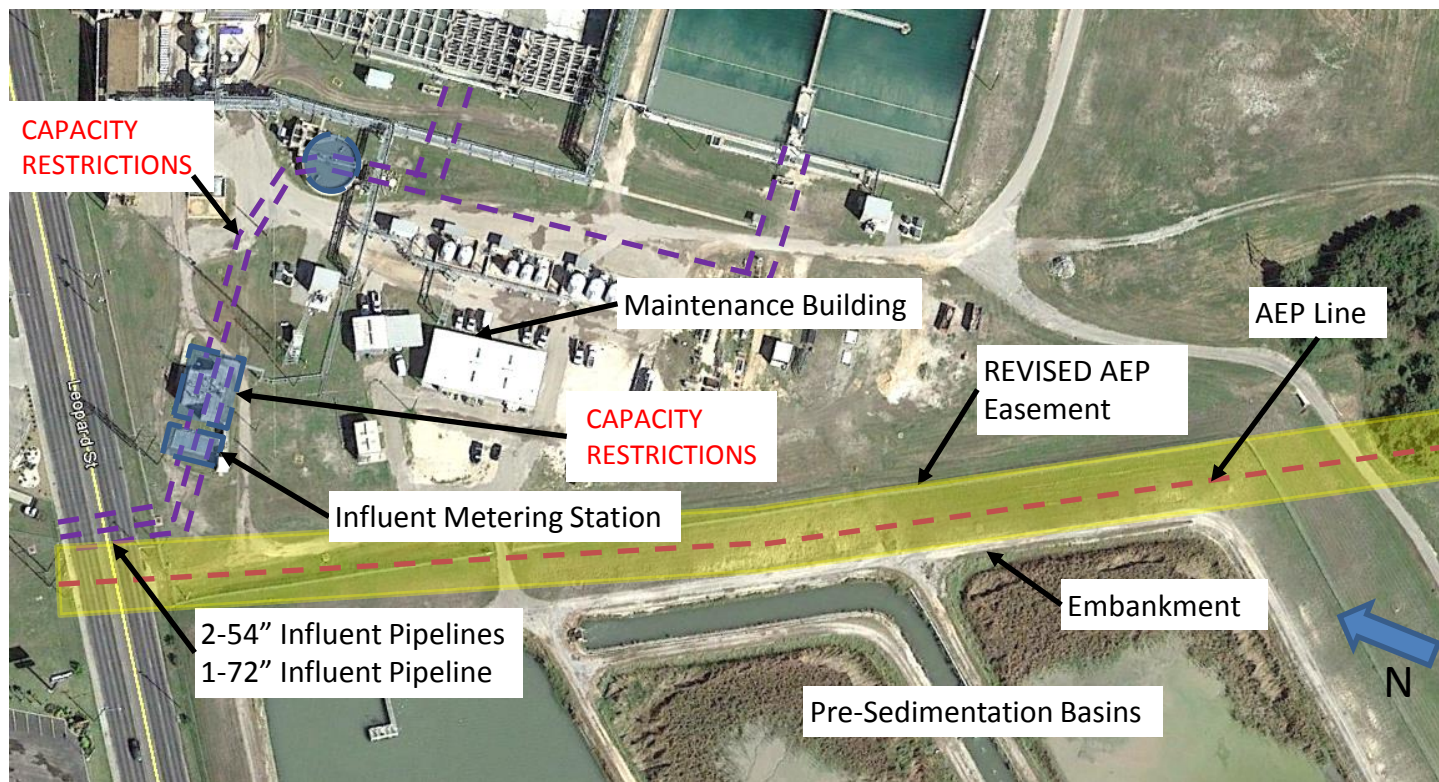 CAPACITY
RESTRICTIONS
Maintenance Building
AEP Line
REVISED AEP
Easement
CAPACITY
RESTRICTIONS
Leopard St
Influent Metering Station
2-54” Influent Pipelines
1-72” Influent Pipeline
Embankment
Pre-Sedimentation Basins
N